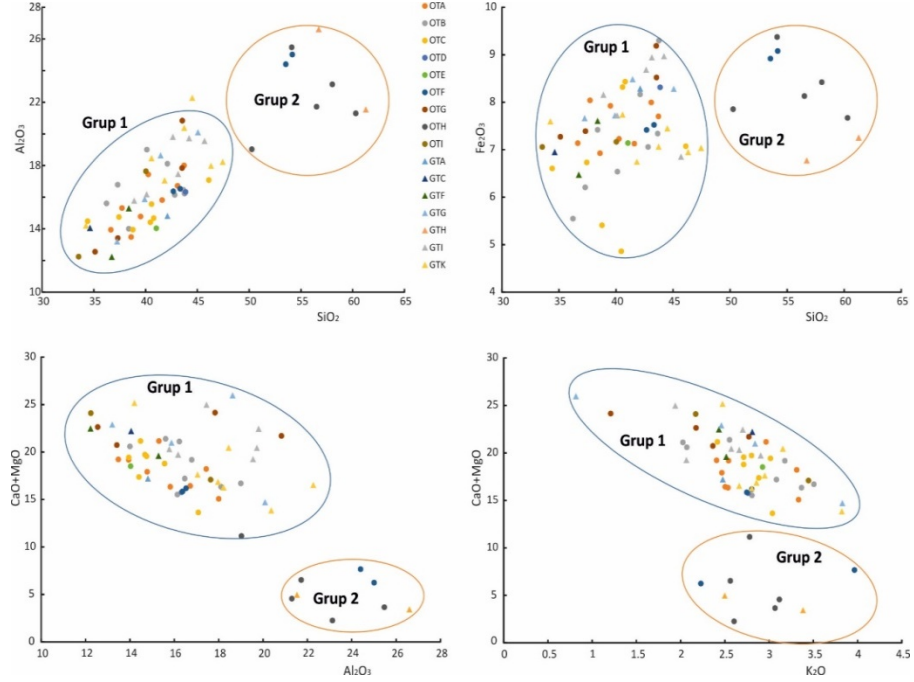 28
26
24
22
20
18
16
14
12
10
Al₂O₃
Grup 1
Grup 2
30 35 40 45 50 55 60 65
SiO₂
OTA
OTB
OTC
OTD
OTE
OTF
OTG
OTH
OTI
GTA
GTC
GTF
GTG
GTH
GTI
GTK
10
9
8
7
6
5
4
Fe₂O₃
Grup 1
Grup 2
30 35 40 45 50 55 60 65
SiO₂
30
25
20
15
10
5
0
CaO+MgO
Grup 1
Grup 2
10 12 14 16 18 20 22 24 26 28
Al₂O₃
30
25
20
15
10
5
0
CaO+MgO
Grup 1
Grup 2
0 0.5 1 1.5 2 2.5 3 3.5 4 4.5
K₂O